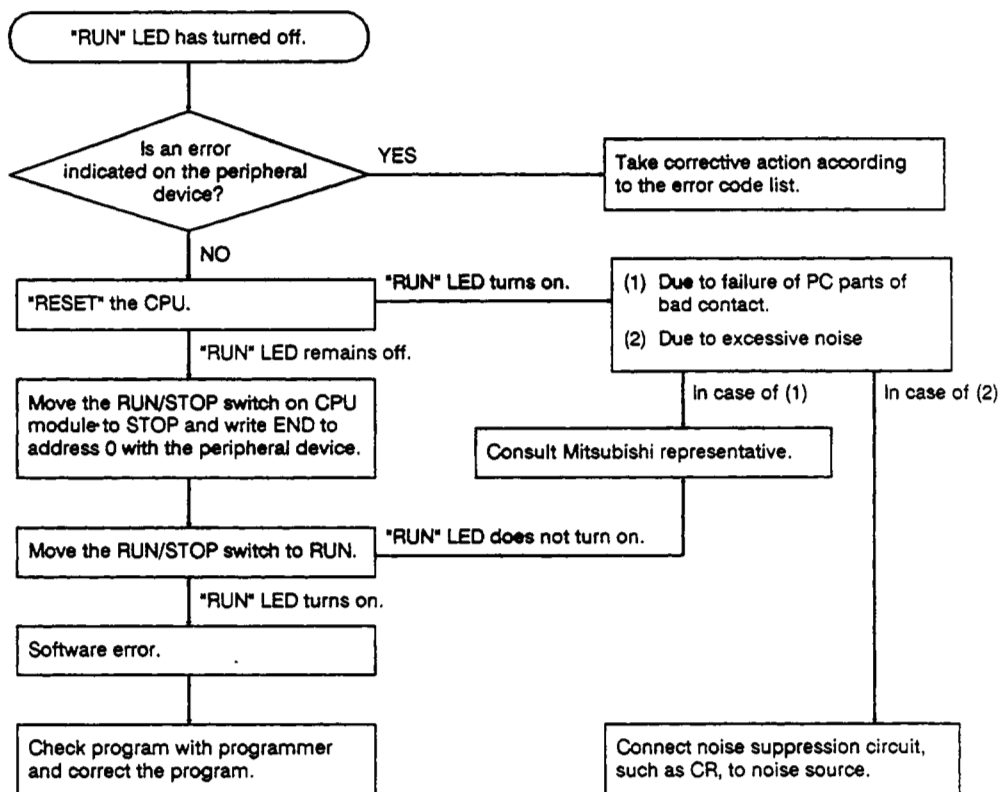 "RUN" LED has turned off.
Is an error
indicated on the peripheral
device?
YES
Take corrective action according
to the error code list.
NO
"RESET" the CPU.
"RUN" LED turns on.
(1) Due to failure of PC parts of
bad contact.
(2) Due to excessive noise
"RUN" LED remains off.
In case of (1)
In case of (2)
Move the RUN/STOP switch on CPU
module to STOP and write END to
address 0 with the peripheral device.
Consult Mitsubishi representative.
Move the RUN/STOP switch to RUN.
"RUN" LED does not turn on.
"RUN" LED turns on.
Software error.
Check program with programmer
and correct the program.
Connect noise suppression circuit,
such as CR, to noise source.